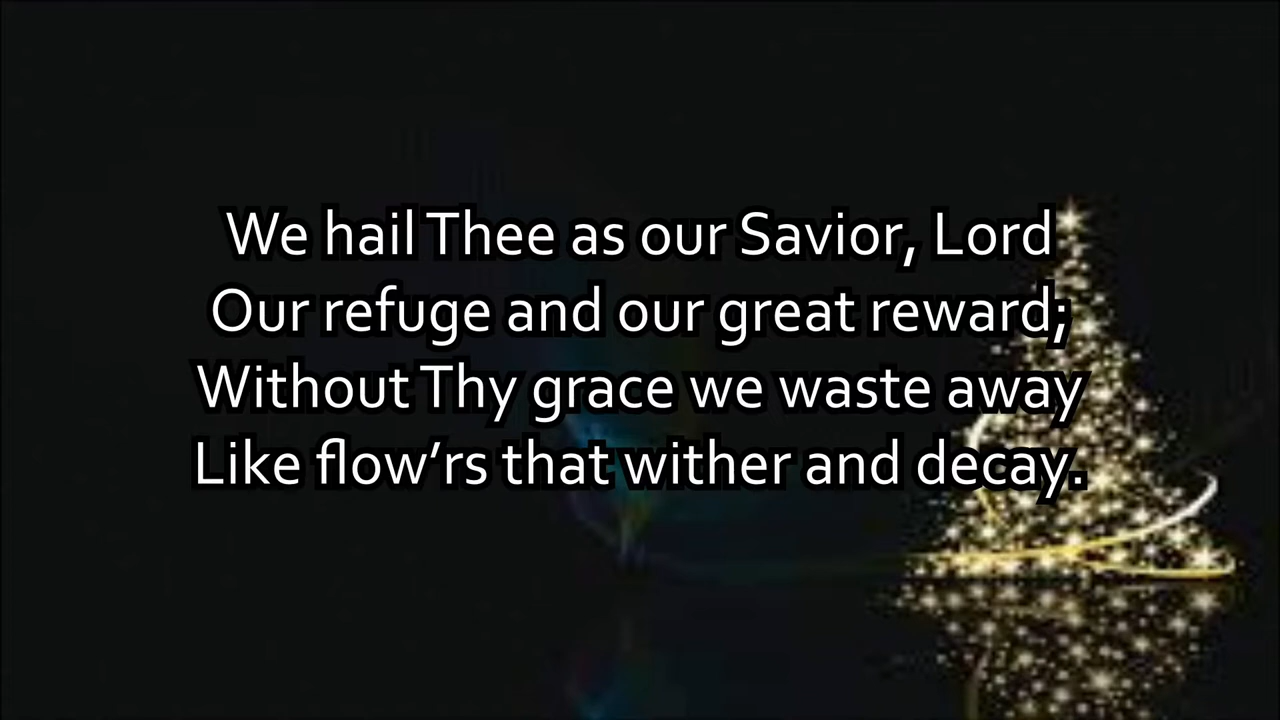 We hail Thee as our Savior, Lord
Our refuge and our great reward;
Without Thy grace we waste away
Like flow’rs that wither and decay.